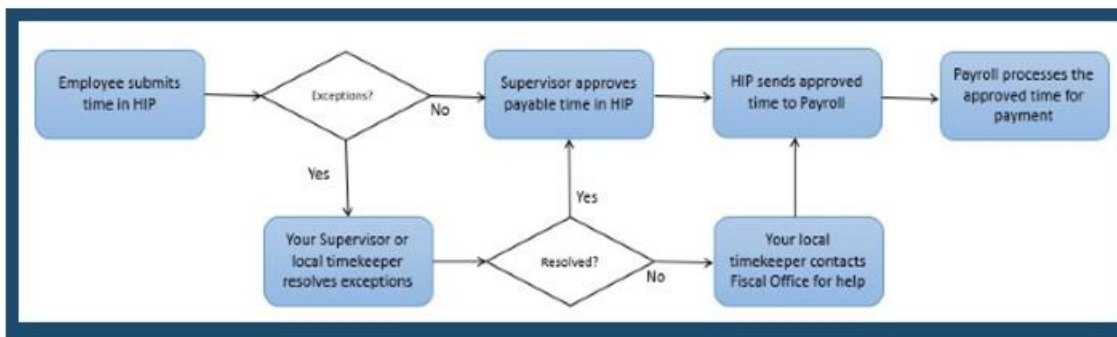 Employee submits
time in HIP
Exceptions?
No
Supervisor approves
payable time in HIP
HIP sends approved
time to Payroll
Payroll processes the
approved time for
payment
Yes
Your Supervisor or
local timekeeper
resolves exceptions
Resolved?
Yes
No
Your local
timekeeper contacts
Fiscal Office for help